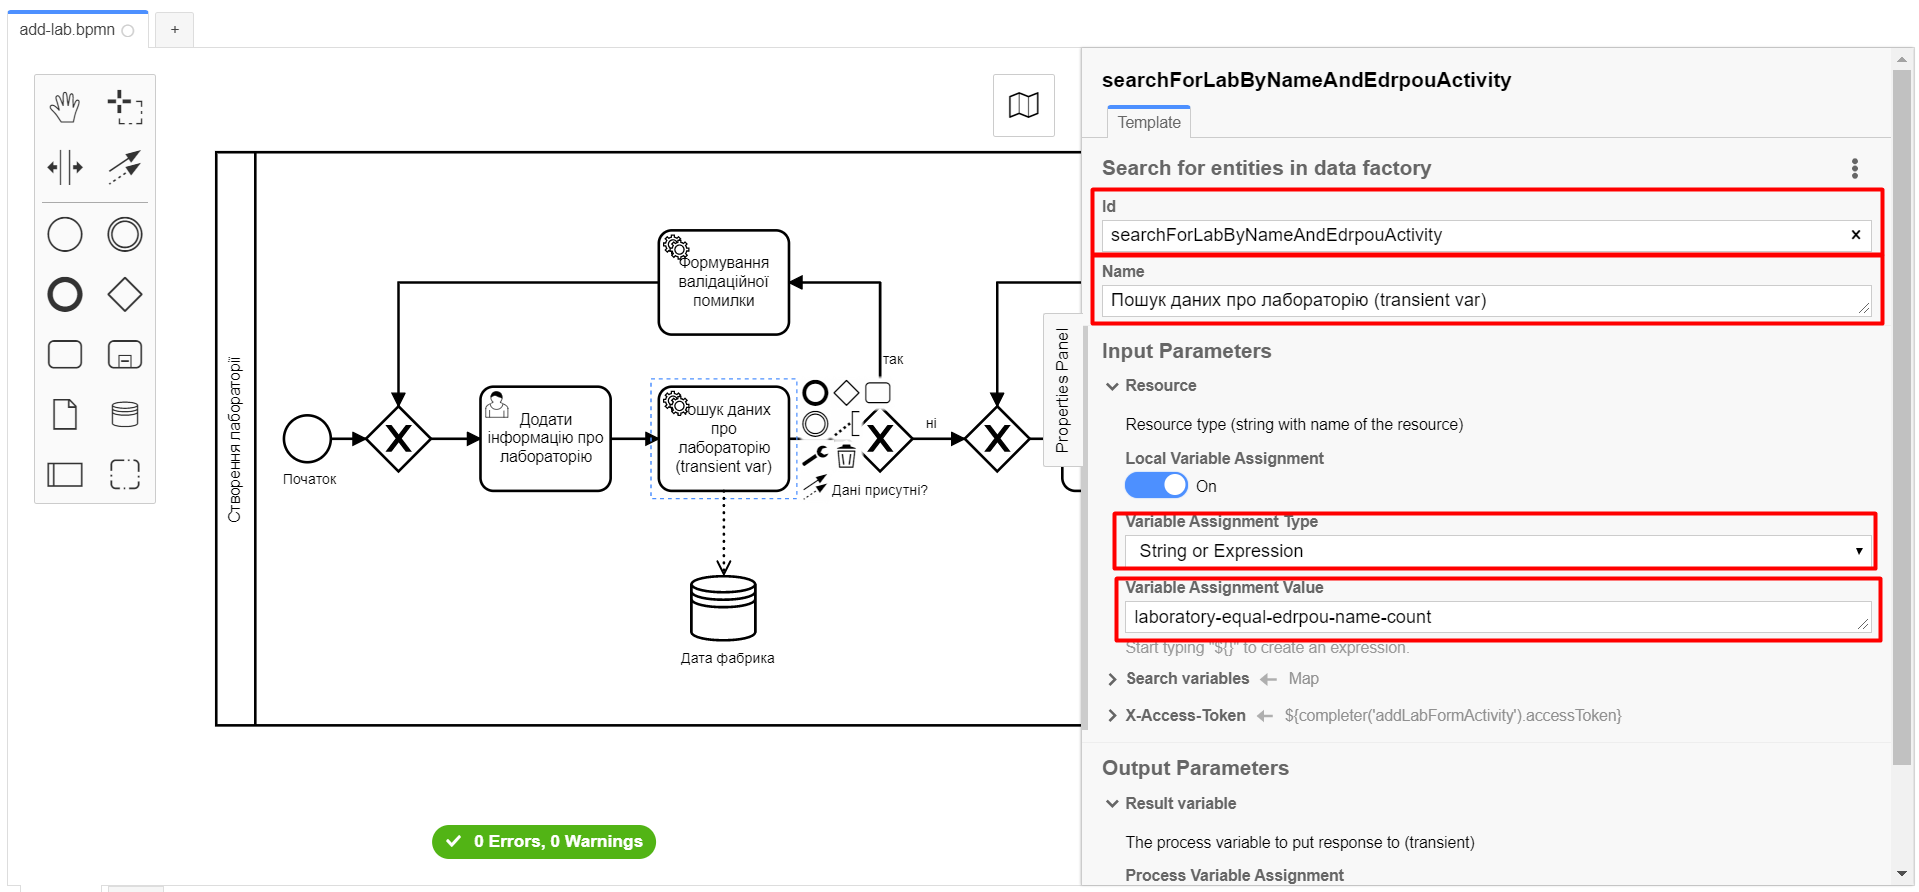 add-lab.bpmn
+
Створення лабораторії
Початок
Формування
валідаційної
помилки
так
Додати
інформацію про
лабораторію
ошук даних
про
лабораторію
(transient var)
ні
Дані присутні?
Дата фабрика
0 Errors, 0 Warnings
Properties Panel
searchForLabByNameAndEdrpouActivity
Template
Search for entities in data factory
Id
searchForLabByNameAndEdrpouActivity
Name
Пошук даних про лабораторію (transient var)
Input Parameters
Resource
Resource type (string with name of the resource)
Local Variable Assignment
On
Variable Assignment Type
String or Expression
Variable Assignment Value
laboratory-equal-edrpou-name-count
Start typing "${}" to create an expression.
Search variables Map
X-Access-Token ${completer('addLabFormActivity').accessToken}
Output Parameters
Result variable
The process variable to put response to (transient)
Process Variable Assignment